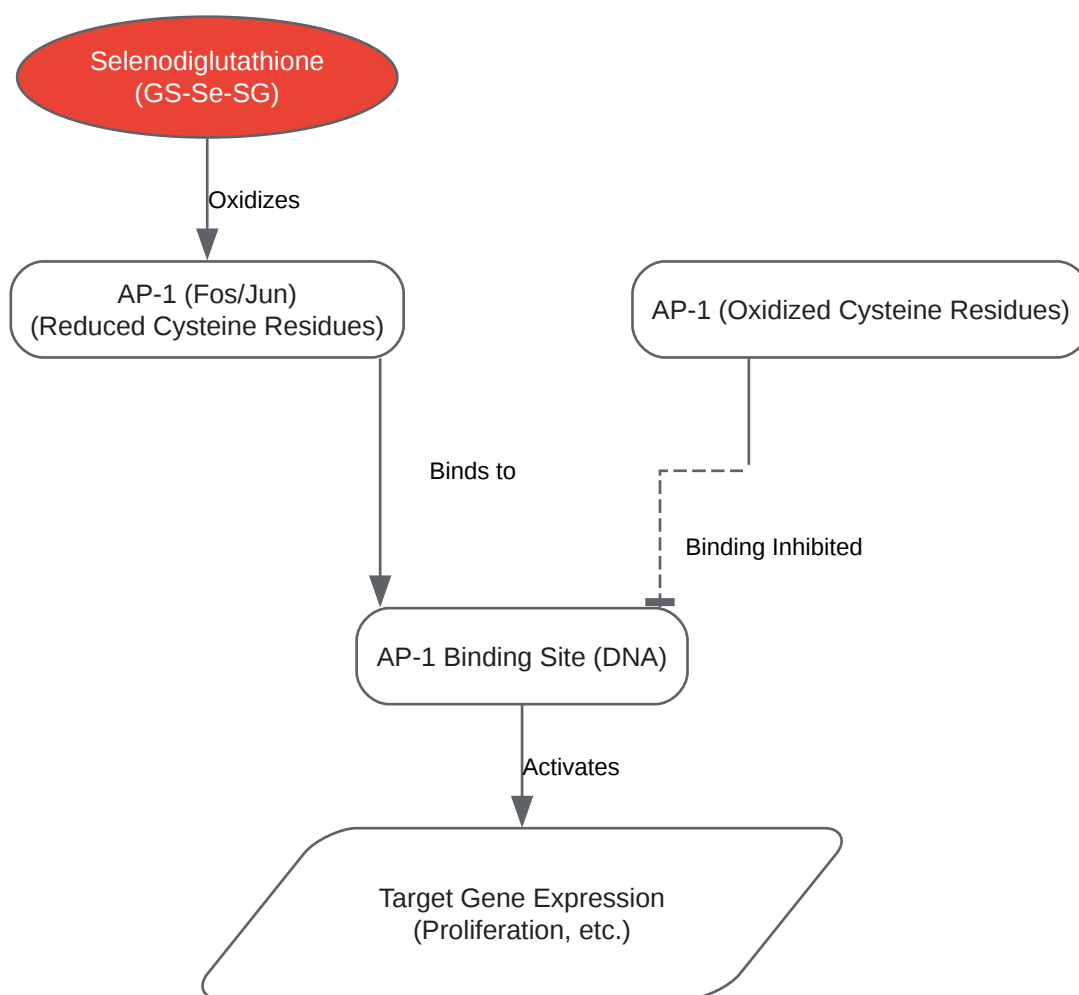 Selenodiglutathione
(GS-Se-SG)
Oxidizes
AP-1 (Fos/Jun)
(Reduced Cysteine Residues)
AP-1 (Oxidized Cysteine Residues)
Binds to
Binding Inhibited
AP-1 Binding Site (DNA)
Activates
Target Gene Expression
(Proliferation, etc.)